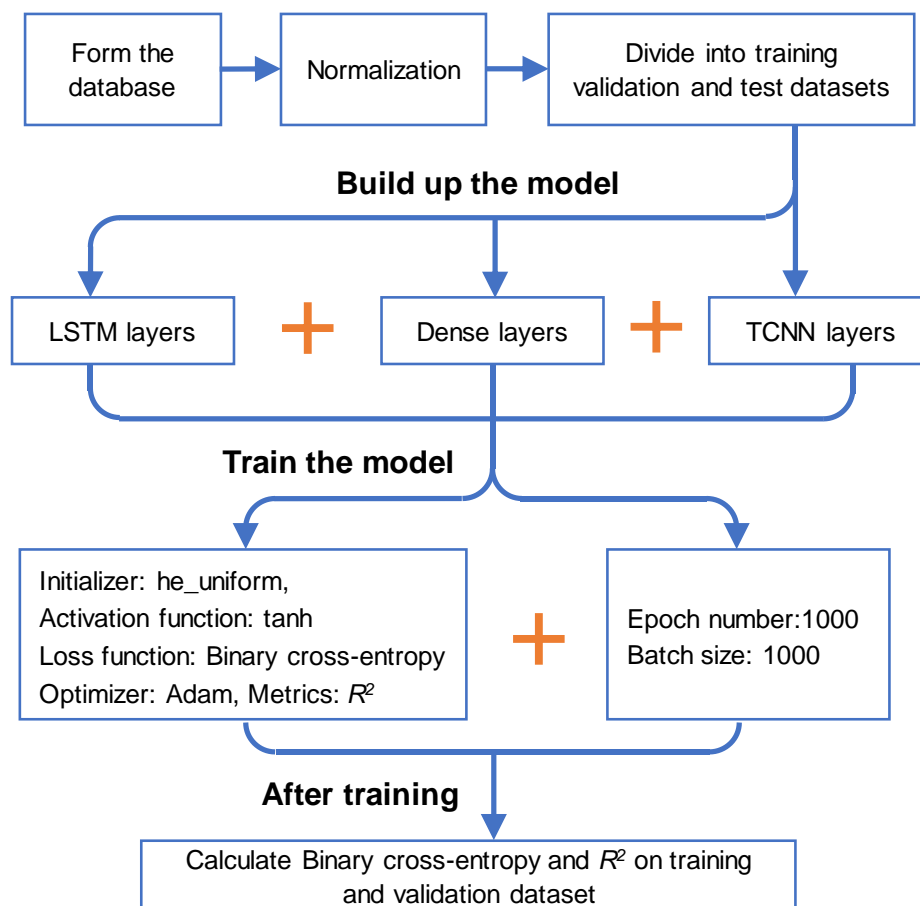 Form the
database
Normalization
Divide into training
validation and test datasets
Build up the model
LSTM layers
+
Dense layers
+
TCNN layers
Train the model
Initializer: he_uniform,
Activation function: tanh
Loss function: Binary cross-entropy
Optimizer: Adam, Metrics: R²
+
Epoch number:1000
Batch size: 1000
After training
Calculate Binary cross-entropy and R² on training
and validation dataset